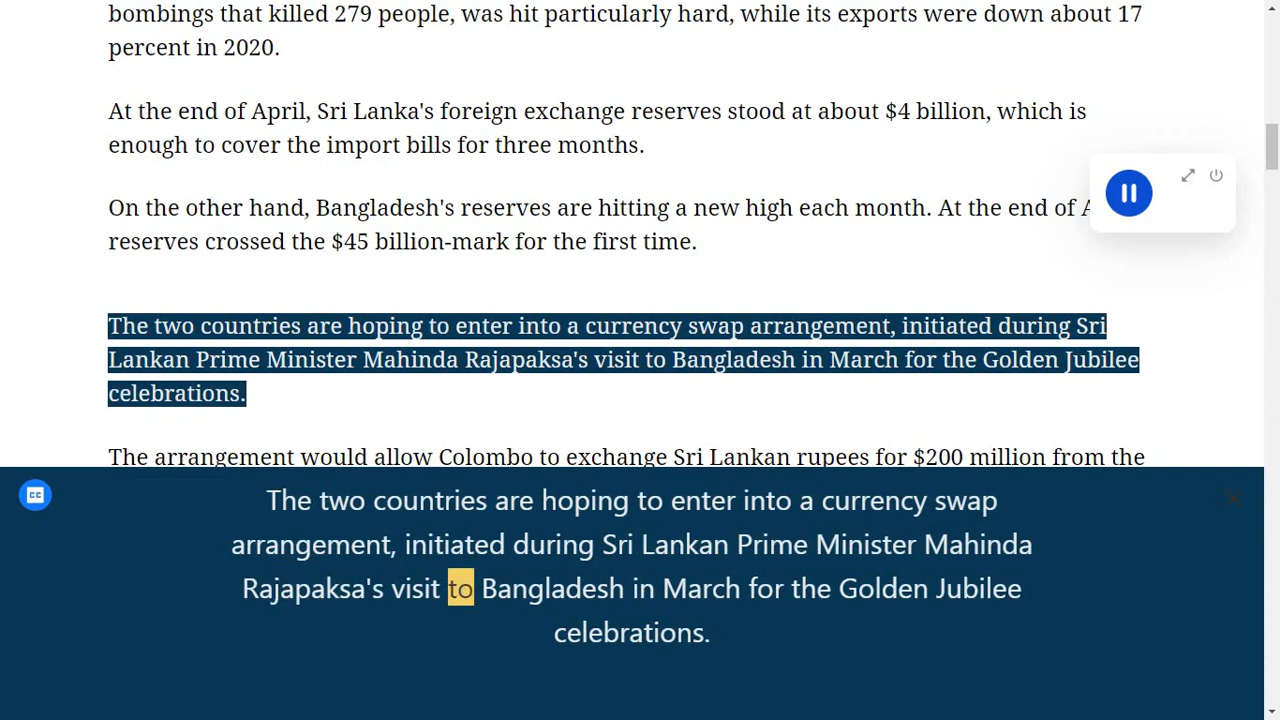 bombings that killed 279 people, was hit particularly hard, while its exports were down about 17
percent in 2020.
At the end of April, Sri Lanka's foreign exchange reserves stood at about $4 billion, which is
enough to cover the import bills for three months.
On the other hand, Bangladesh's reserves are hitting a new high each month. At the end of
reserves crossed the $45 billion-mark for the first time.
The two countries are hoping to enter into a currency swap arrangement, initiated during Sri
Lankan Prime Minister Mahinda Rajapaksa's visit to Bangladesh in March for the Golden Jubilee
celebrations.
The arrangement would allow Colombo to exchange Sri Lankan rupees for $200 million from the
CC
The two countries are hoping to enter into a currency swap
arrangement, initiated during Sri Lankan Prime Minister Mahinda
Rajapaksa's visit to Bangladesh in March for the Golden Jubilee
celebrations.